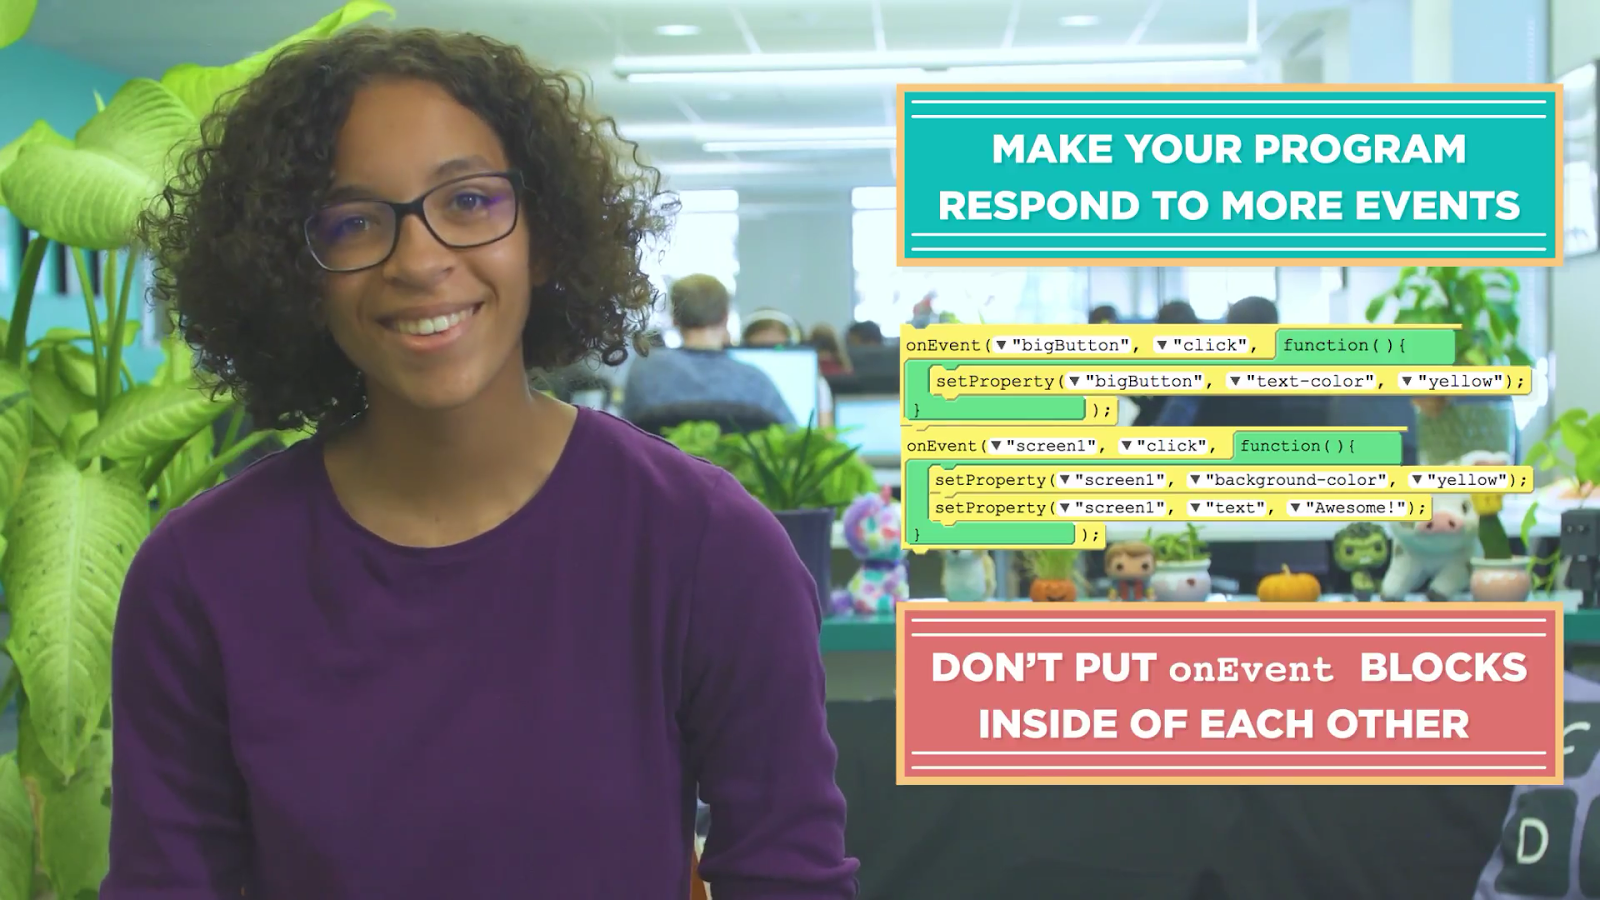 MAKE YOUR PROGRAM
RESPOND TO MORE EVENTS
onEvent(▼"bigButton", ▼"click", function(){
setProperty(▼"bigButton", ▼"text-color", ▼"yellow");
} );
onEvent(▼"screen1", ▼"click", function(){
setProperty(▼"screen1", ▼"background-color", ▼"yellow");
setProperty(▼"screen1", ▼"text", ▼"Awesome!");
} );
DON'T PUT onEvent BLOCKS
INSIDE OF EACH OTHER
D